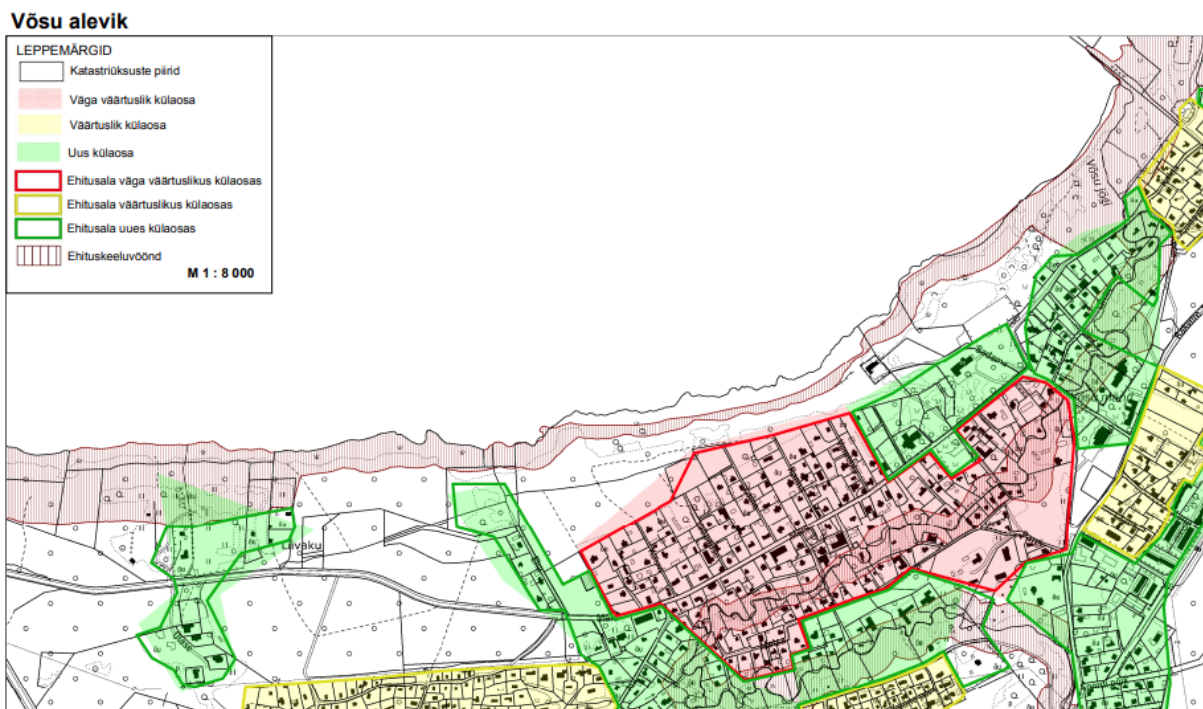 Võsu alevik
LEPPEMÄRGID
Katastriüksuste piirid
Väga väärtuslik külaosa
Väärtuslik külaosa
Uus külaosa
Ehitusala väga väärtuslikus külaosas
Ehitusala väärtuslikus külaosas
Ehitusala uues külaosas
Ehituskeeluvöönd
M 1 : 8 000
Võsu jõgi
Liivaku